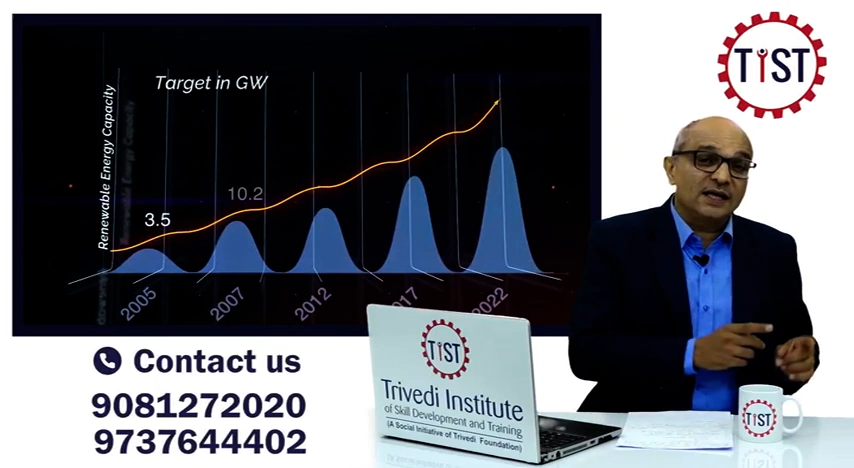 TiST
Target in GW
Renewable Energy Capacity
3.5
10.2
2005
2007
2012
2017
2022
Contact us
9081272020
9737644402
TiST
Trivedi Institute
of Skill Development and Training
(A Social Initiative of Trivedi Foundation)
TiST